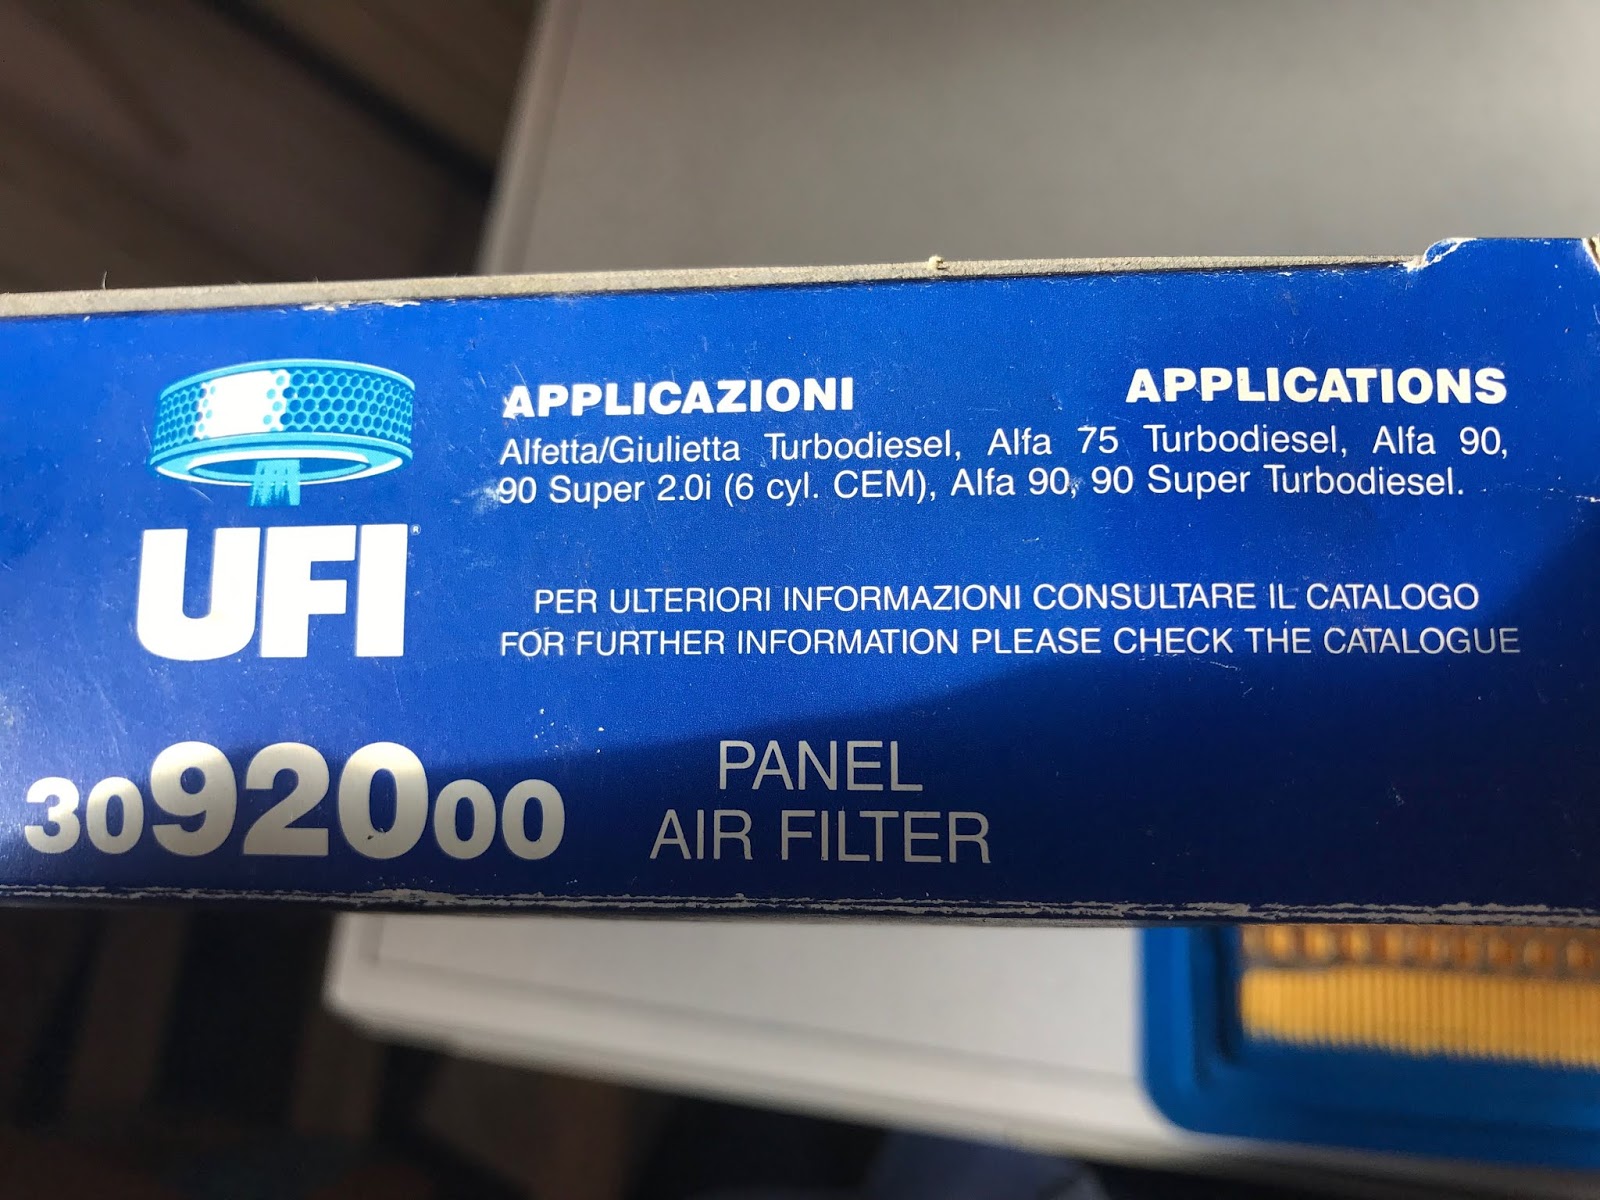 APPLICAZIONI APPLICATIONS
Alfetta/Giulietta Turbodiesel, Alfa 75 Turbodiesel, Alfa 90,
90 Super 2.0i (6 cyl. CEM), Alfa 90, 90 Super Turbodiesel.
UFI®
PER ULTERIORI INFORMAZIONI CONSULTARE IL CATALOGO
FOR FURTHER INFORMATION PLEASE CHECK THE CATALOGUE
3092000
PANEL
AIR FILTER